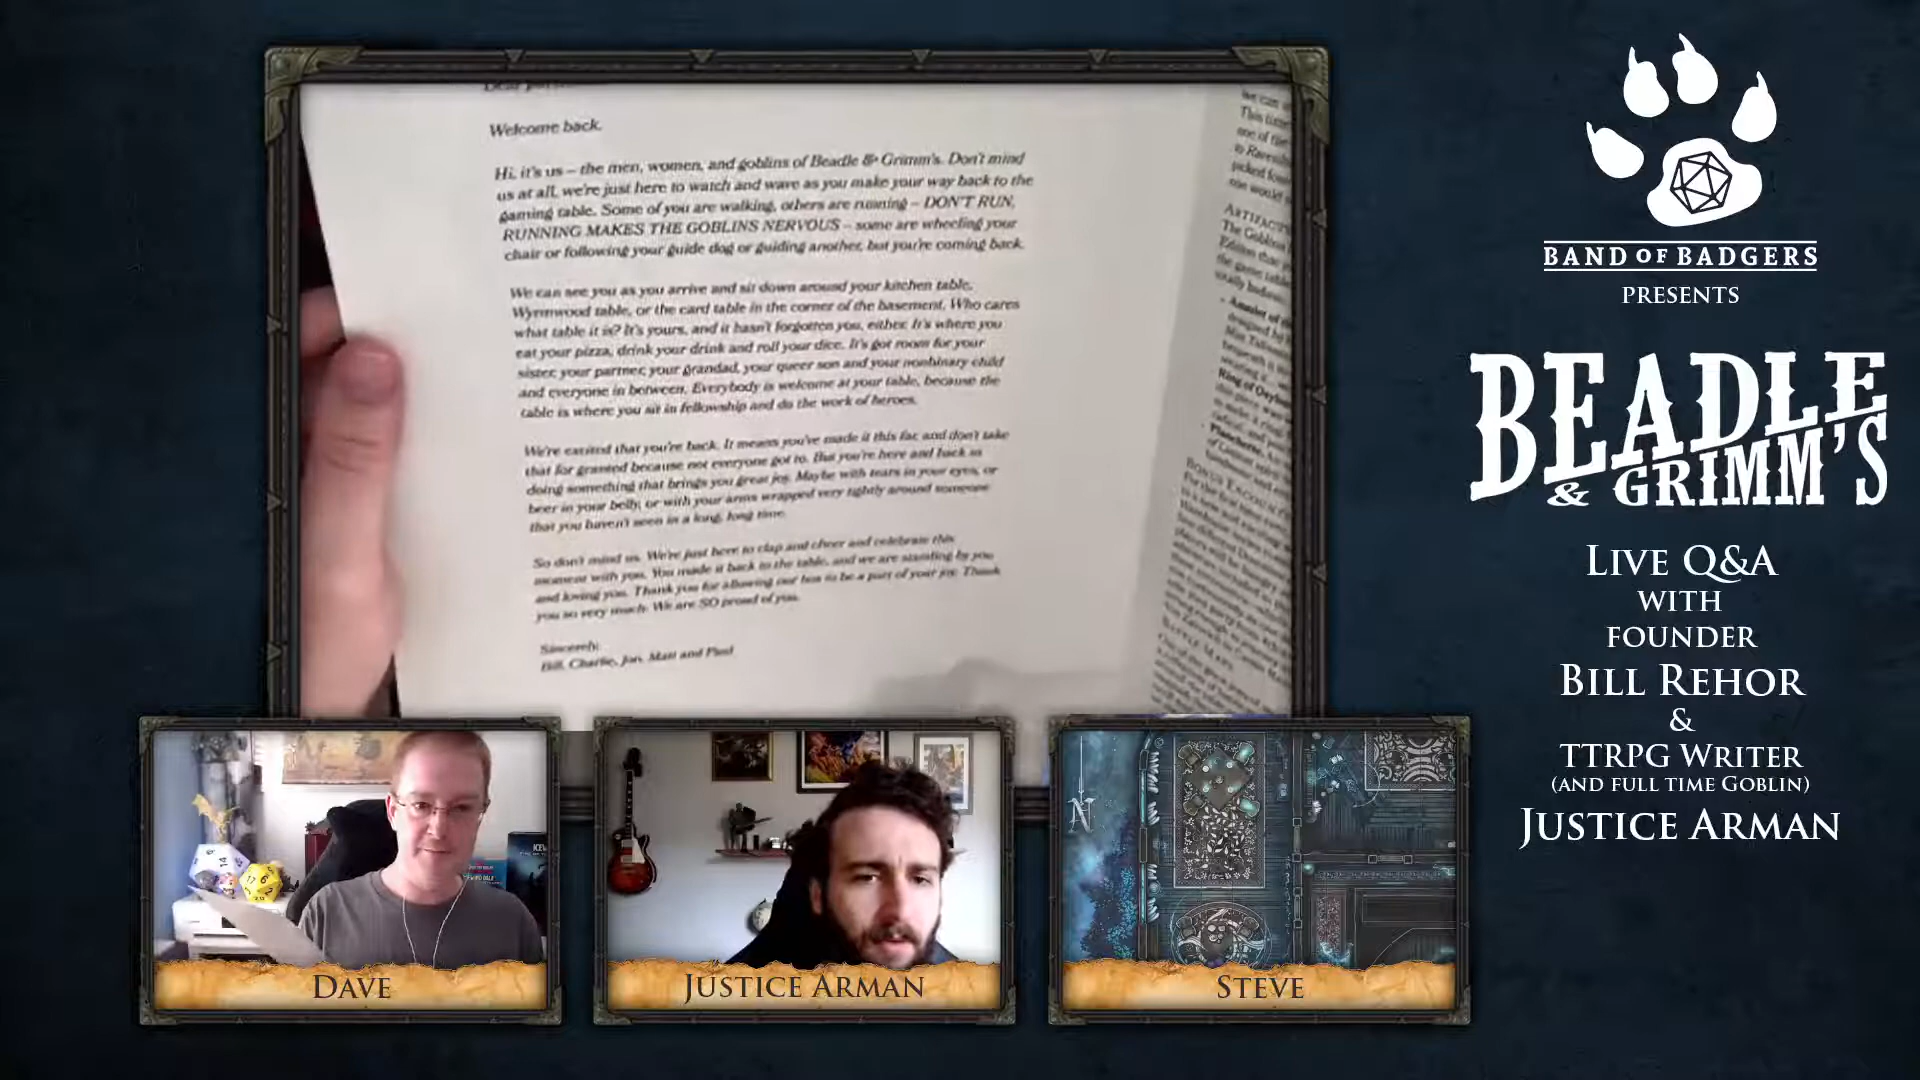 Welcome back.
Hi, it's us – the men, women, and goblins of Beadle & Grimm's. Don't mind
us at all, we're just here to watch and wave as you make your way back to the
gaming table. Some of you are walking, others are running – DON'T RUN,
RUNNING MAKES THE GOBLINS NERVOUS – some are wheeling your
chair or following your guide dog or guiding another, but you're coming back.
We can see you as you arrive and sit down around your kitchen table,
Wyrmwood table, or the card table in the corner of the basement. Who cares
what table it is? It's yours, and it hasn't forgotten you, either. It's where you
eat your pizza, drink your drink and roll your dice. It's got room for your
sister, your partner, your grandad, your queer son and your nonbinary child
and everyone in between. Everybody is welcome at your table, because the
table is where you sit in fellowship and do the work of heroes.
We're excited that you're back. It means you've made it this far, and don't take
that for granted because not everyone got to. But you're here and back to
doing something that brings you great joy. Maybe with tears in your eyes, or
beer in your belly, or with your arms wrapped very tightly around someone
that you haven't seen in a long, long time.
So don't mind us. We're just here to clap and cheer and celebrate this
moment with you. You made it back to the table, and we are standing by you
and loving you. Thank you for allowing our box to be a part of your joy. Thank
you so very much. We are SO proud of you.
Sincerely,
Bill, Charlie, Jon, Matt and Paul
BAND OF BADGERS
PRESENTS
BEADLE
& GRIMM'S
LIVE Q&A
WITH
FOUNDER
BILL REHOR
&
TTRPG WRITER
(AND FULL TIME GOBLIN)
JUSTICE ARMAN
DAVE
JUSTICE ARMAN
STEVE